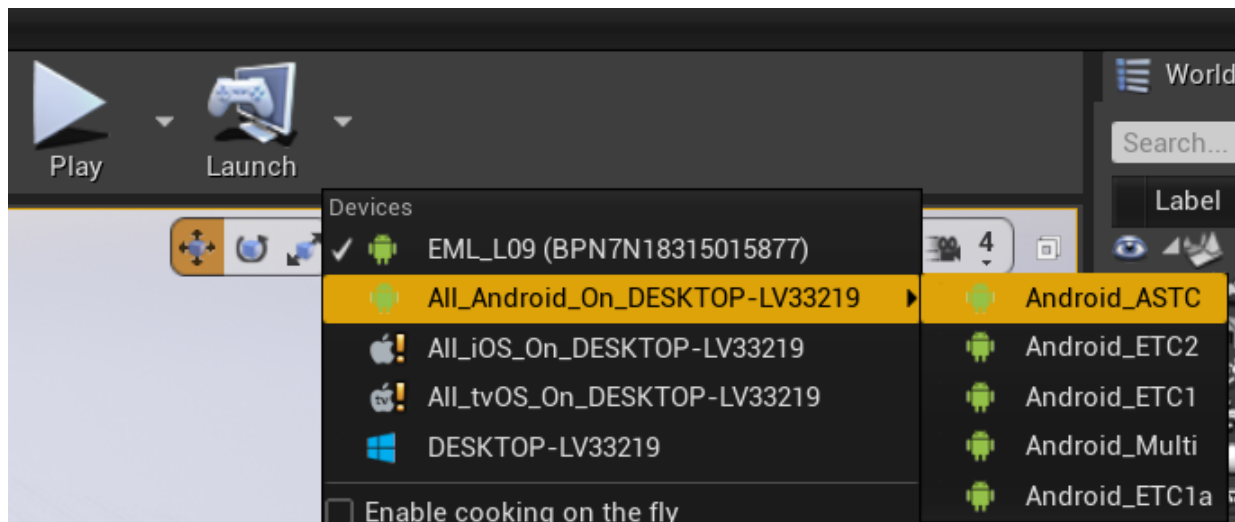 World
Play
Launch
Search...
Label
Devices
4
EML_L09 (BPN7N18315015877)
All_Android_On_DESKTOP-LV33219
Android_ASTC
All_iOS_On_DESKTOP-LV33219
Android_ETC2
tv
All_tvOS_On_DESKTOP-LV33219
Android_ETC1
DESKTOP-LV33219
Android_Multi
Enable cooking on the fly
Android_ETC1a